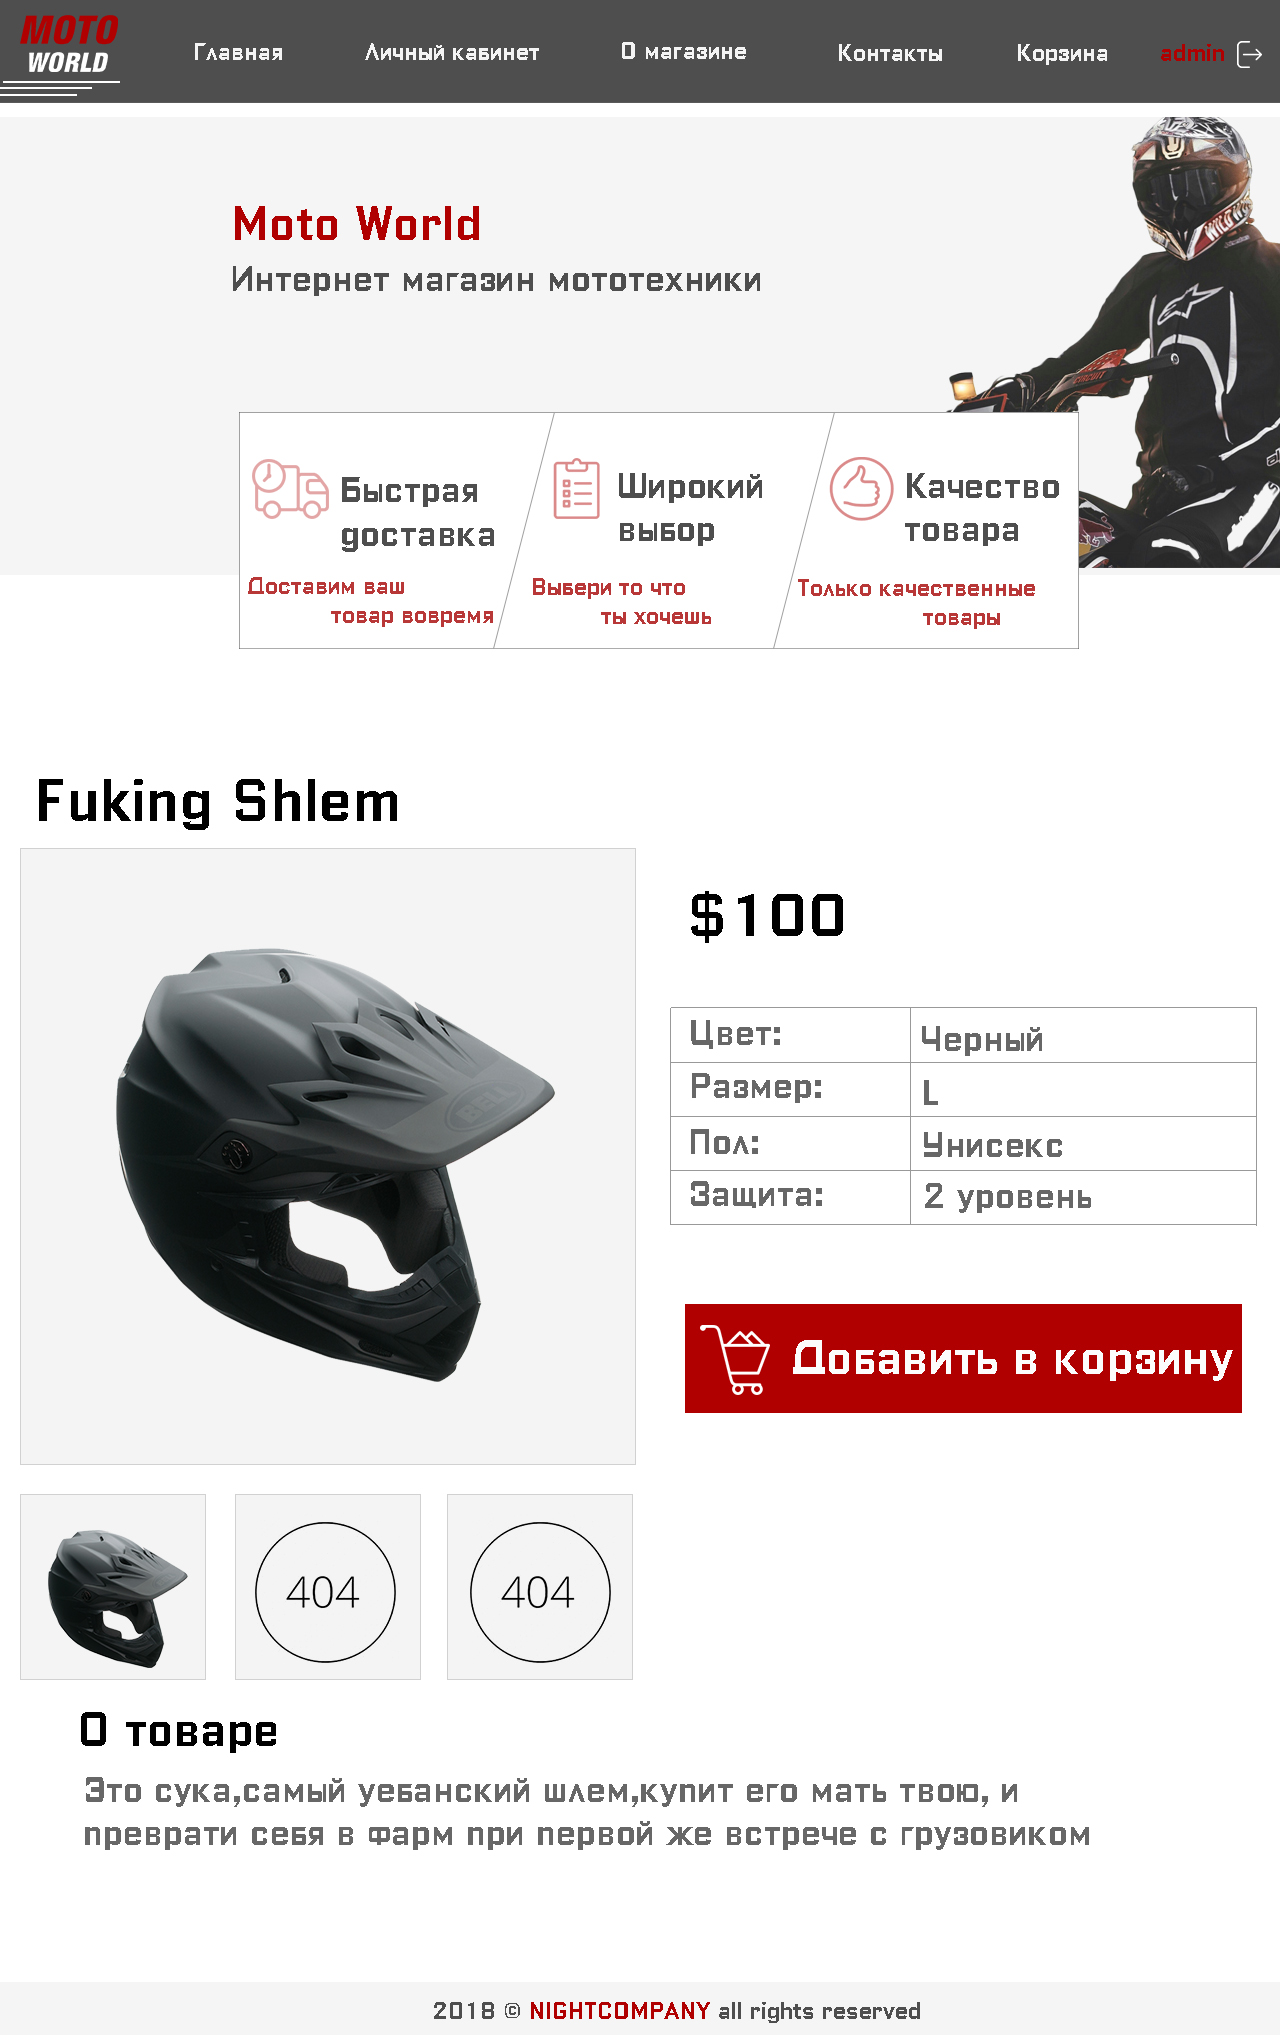 MOTO
WORLD
Главная
Личный кабинет
О магазине
Контакты
Корзина
admin
WILD W
Moto World
Интернет магазин мототехники
CIRCUIT
Быстрая
доставка
Доставим ваш
товар вовремя
Широкий
выбор
Выбери то что
ты хочешь
Качество
товара
Только качественные
товары
Fuking Shlem
BELL
$100
Цвет: Черный
Размер: L
Пол: Унисекс
Защита: 2 уровень
Добавить в корзину
404
404
О товаре
Это сука,самый уебанский шлем,купит его мать твою, и
преврати себя в фарм при первой же встрече с грузовиком
2018 © NIGHTCOMPANY all rights reserved